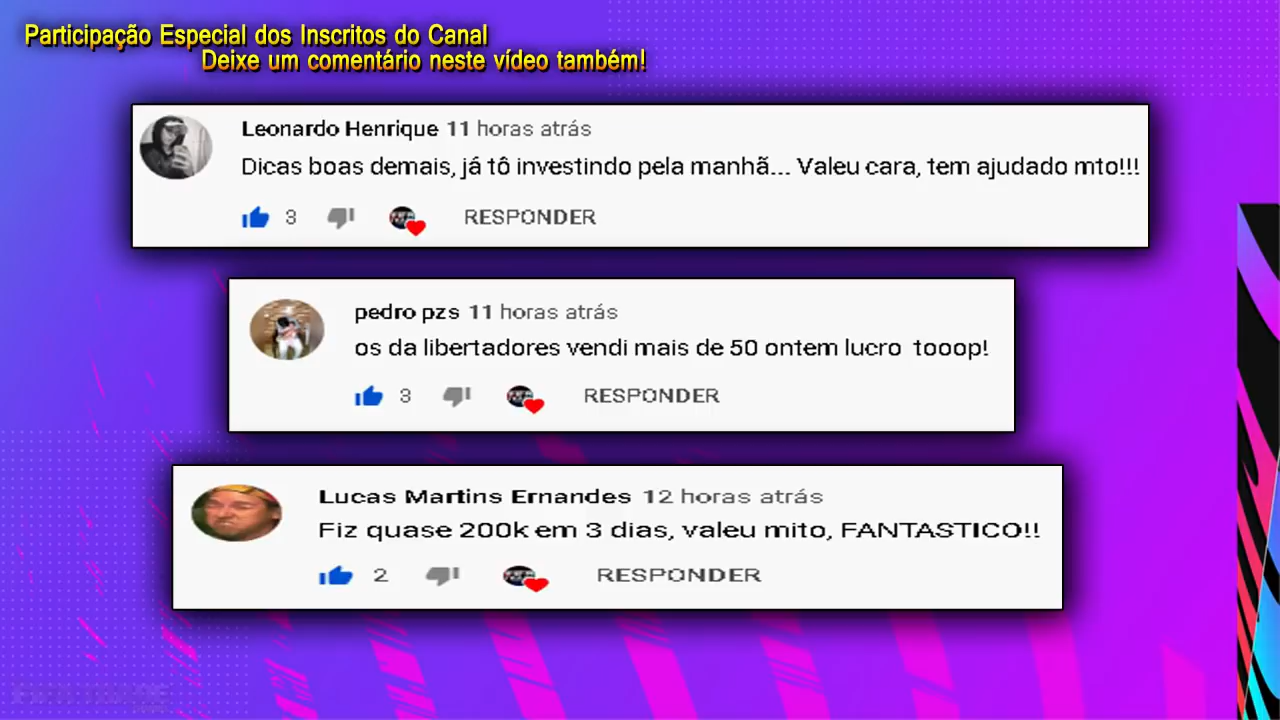 Participação Especial dos Inscritos do Canal
Deixe um comentário neste vídeo também!
Leonardo Henrique 11 horas atrás
Dicas boas demais, já tô investindo pela manhã... Valeu cara, tem ajudado mto!!!
3 RESPONDER
pedro pzs 11 horas atrás
os da libertadores vendi mais de 50 ontem lucro tooop!
3 RESPONDER
Lucas Martins Ernandes 12 horas atrás
Fiz quase 200k em 3 dias, valeu mito, FANTASTICO!!
2 RESPONDER